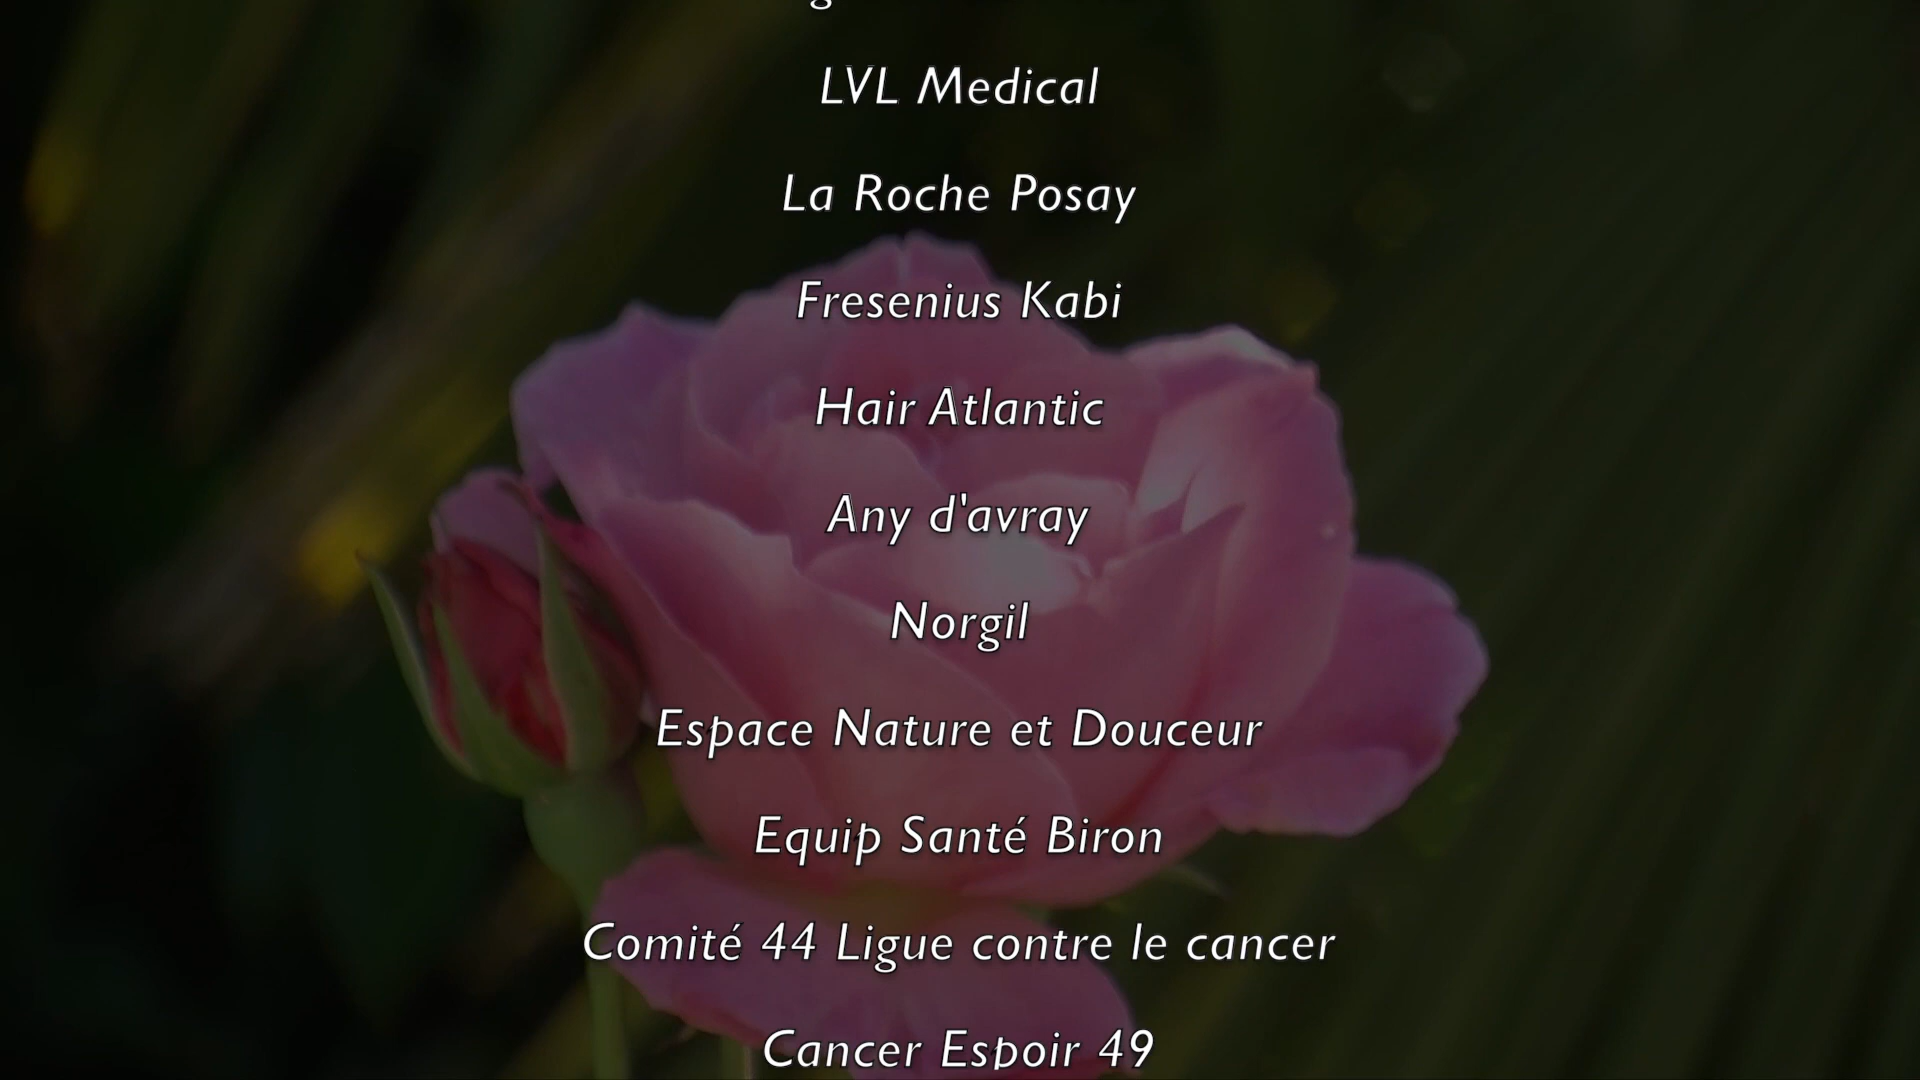 LVL Medical
La Roche Posay
Fresenius Kabi
Hair Atlantic
Any d'avray
Norgil
Espace Nature et Douceur
Equip Santé Biron
Comité 44 Ligue contre le cancer
Cancer Espoir 49